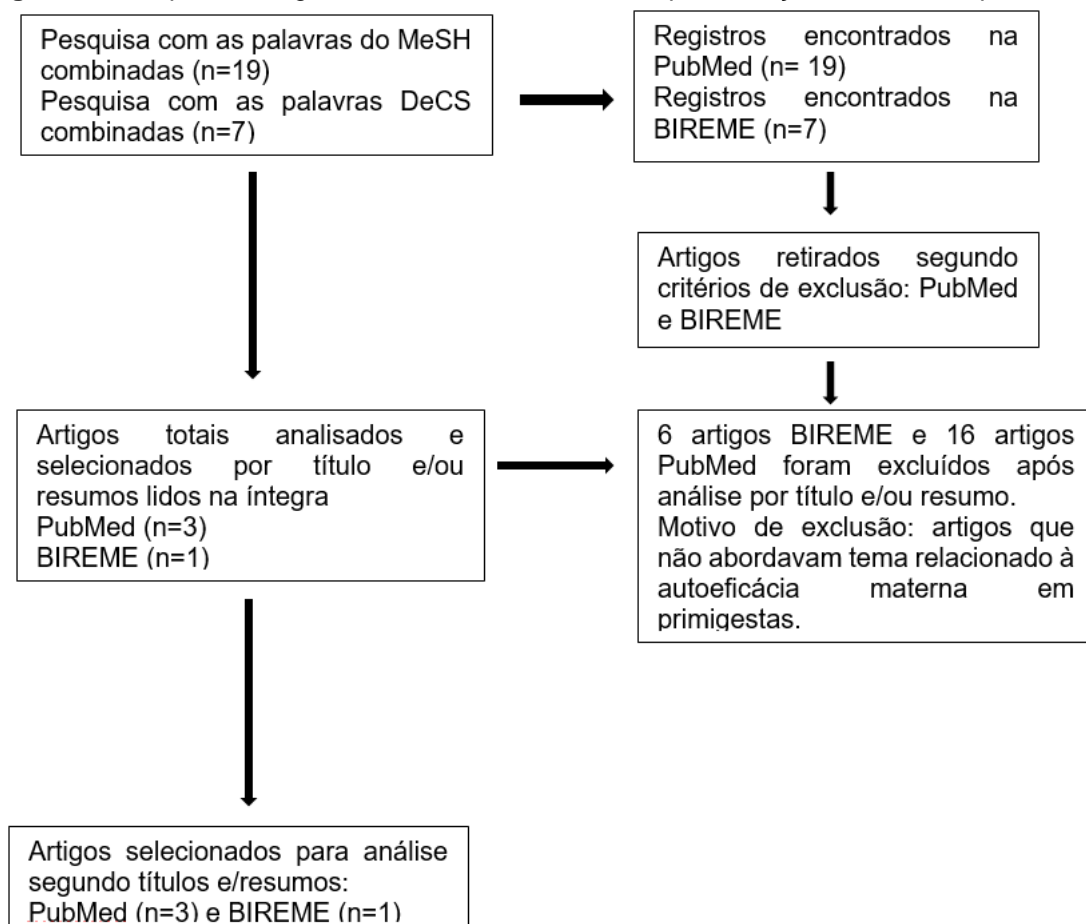 Pesquisa com as palavras do MeSH
combinadas (n=19)
Pesquisa com as palavras DeCS
combinadas (n=7)
Registros encontrados na
PubMed (n= 19)
Registros encontrados na
BIREME (n=7)
Artigos retirados segundo
critérios de exclusão: PubMed
e BIREME
Artigos totais analisados e
selecionados por título e/ou
resumos lidos na íntegra
PubMed (n=3)
BIREME (n=1)
6 artigos BIREME e 16 artigos
PubMed foram excluídos após
análise por título e/ou resumo.
Motivo de exclusão: artigos que
não abordavam tema relacionado à
autoeficácia materna em
primigestas.
Artigos selecionados para análise
segundo títulos e/resumos:
PubMed (n=3) e BIREME (n=1)